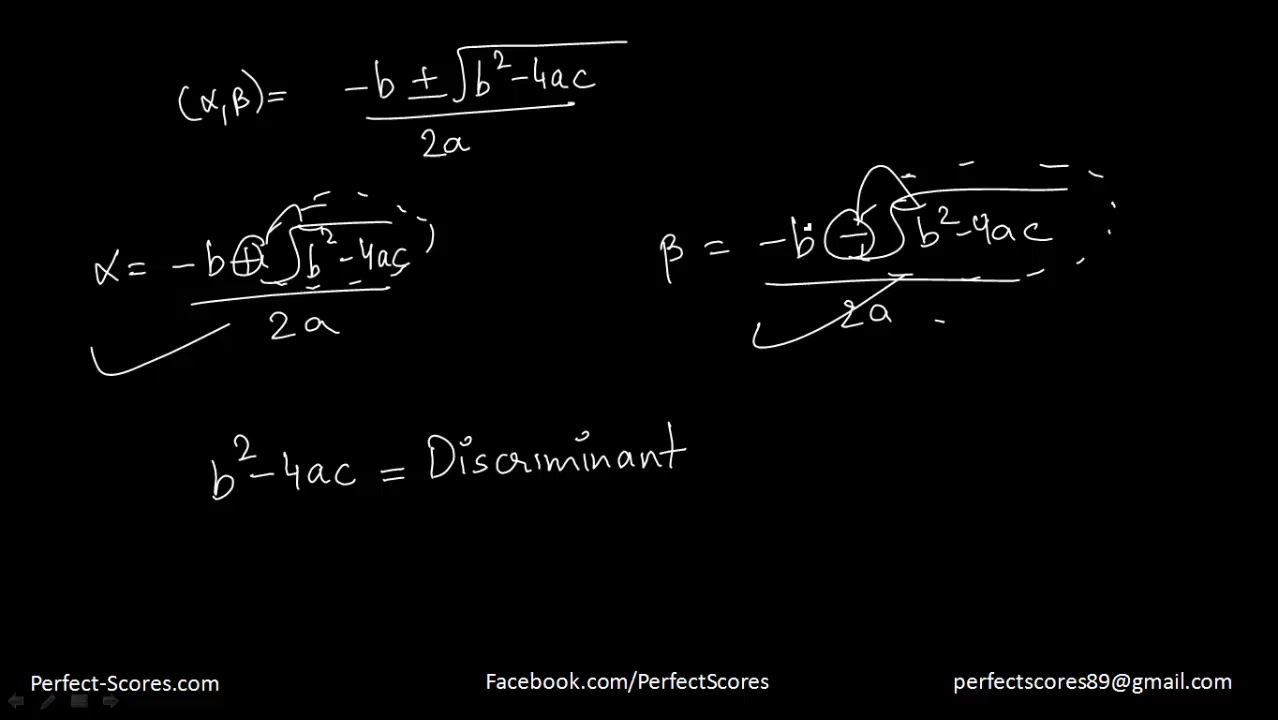 (α,β)= -b ± √b²-4ac
2a
α = -b + √b²-4ac
2a
β = -b - √b²-4ac
2a
b²-4ac = Discriminant
Perfect-Scores.com
Facebook.com/PerfectScores
perfectscores89@gmail.com